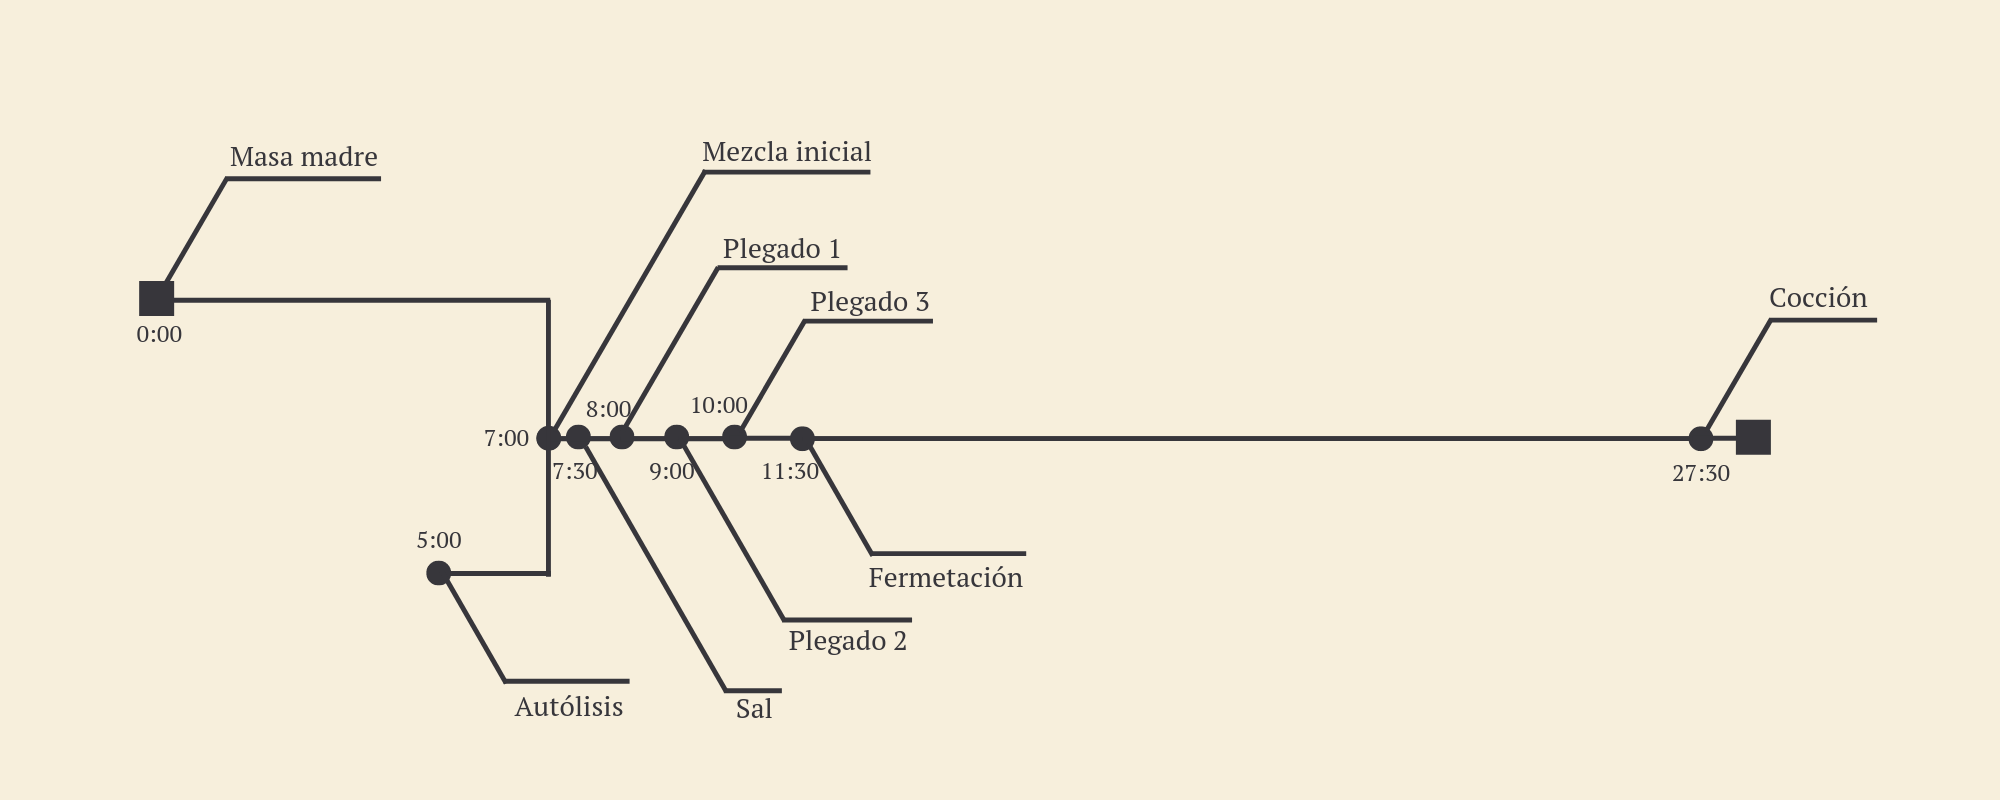 Masa madre
0:00
Mezcla inicial
Plegado 1
Plegado 3
Cocción
8:00
10:00
7:00
7:30
9:00
11:30
27:30
5:00
Fermetación
Plegado 2
Autólisis
Sal